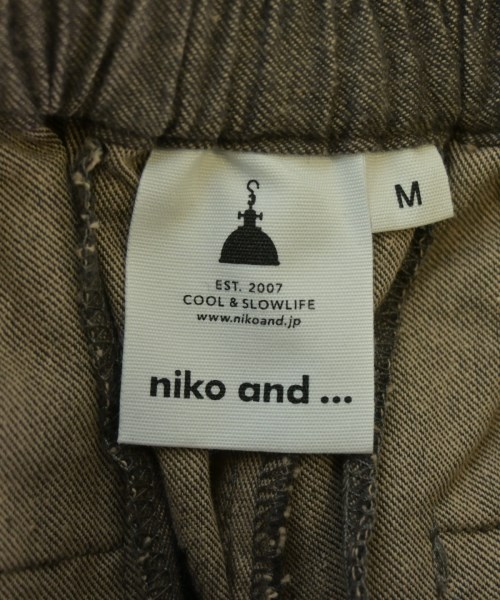 M
EST. 2007
COOL & SLOWLIFE
www.nikoand.jp
niko and ...